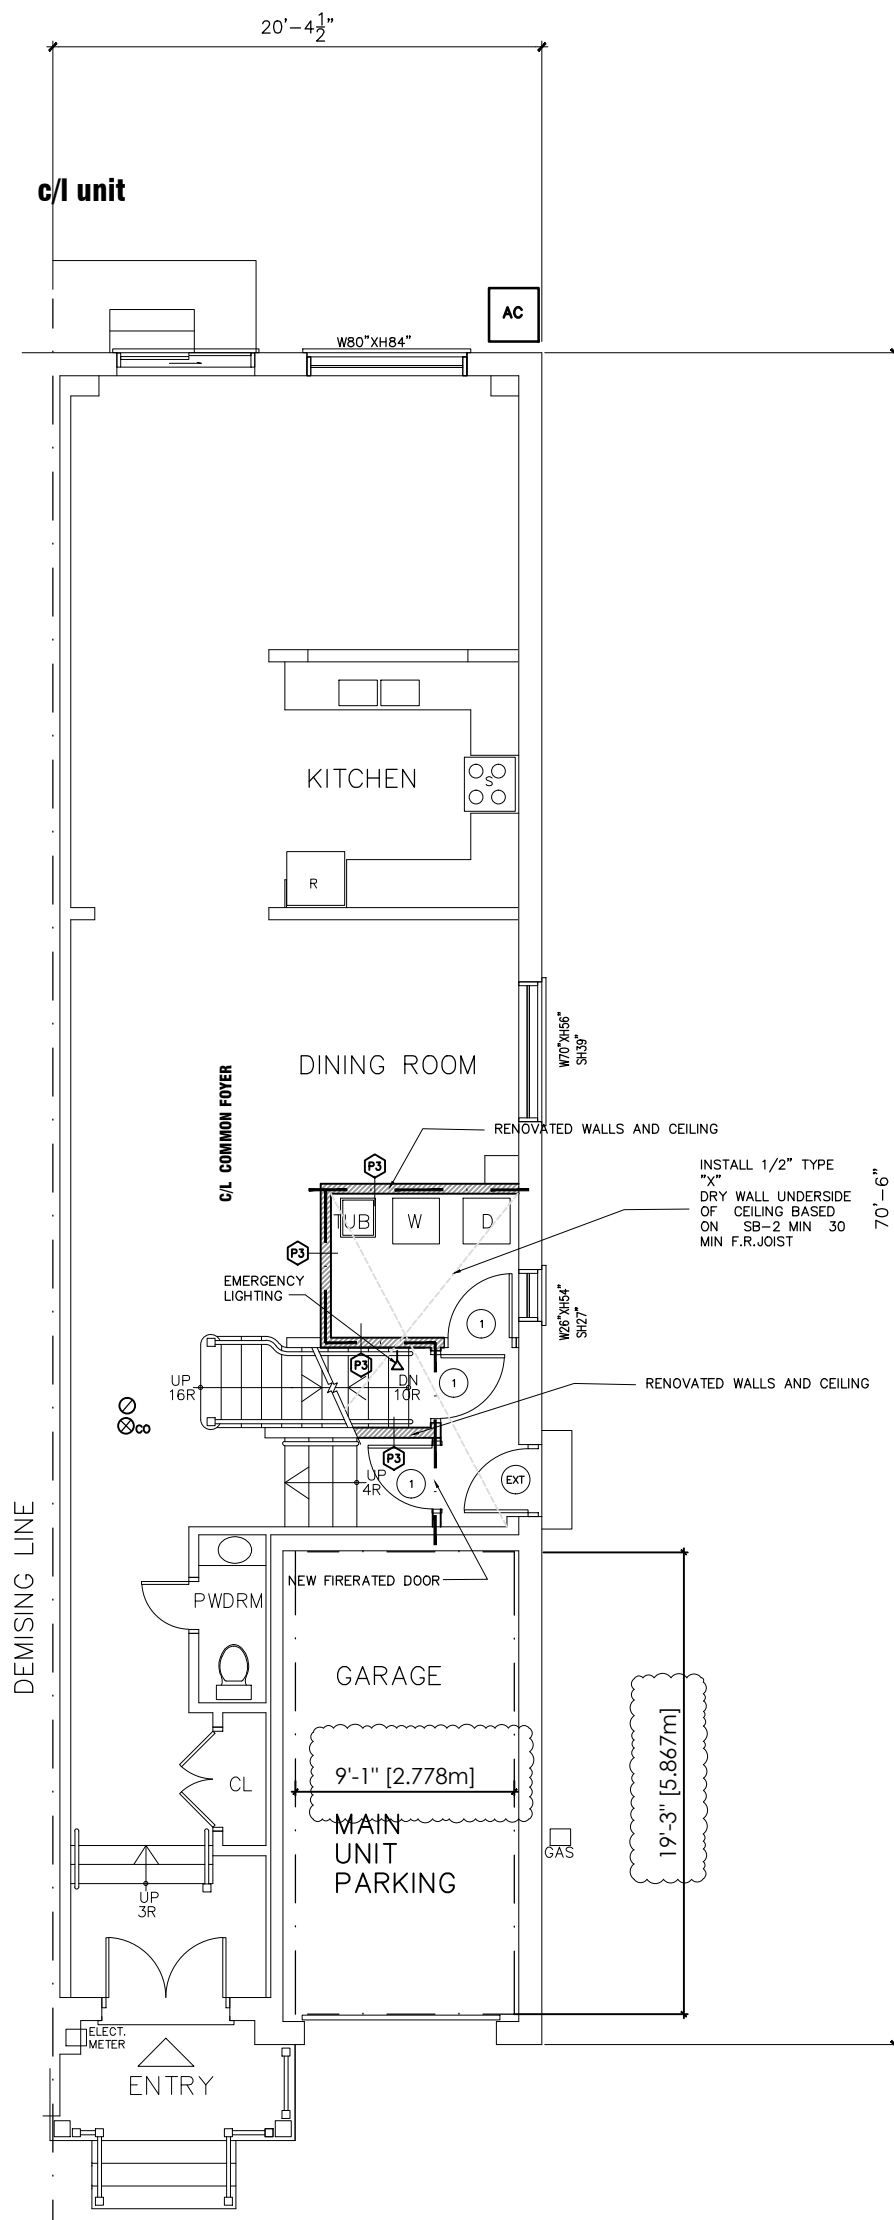 20'-4 1/2"
c/l unit
AC
W80"XH84"
KITCHEN
S
R
W70"XH56"
SH39"
DINING ROOM
C/L COMMON FOYER
RENOVATED WALLS AND CEILING
P3
INSTALL 1/2" TYPE
"X"
DRY WALL UNDERSIDE
OF CEILING BASED
ON SB-2 MIN 30
MIN F.R.JOIST
70'-6"
TUB
W
D
P3
EMERGENCY
LIGHTING
W26"XH54"
SH27"
1
P3
UP
16R
DN
10R
1
RENOVATED WALLS AND CEILING
CO
P3
UP
4R
1
EXT
DEMISING LINE
NEW FIRERATED DOOR
PWDRM
GARAGE
9'-1" [2.778m]
19'-3" [5.867m]
CL
MAIN
UNIT
PARKING
GAS
UP
3R
ELECT.
METER
ENTRY